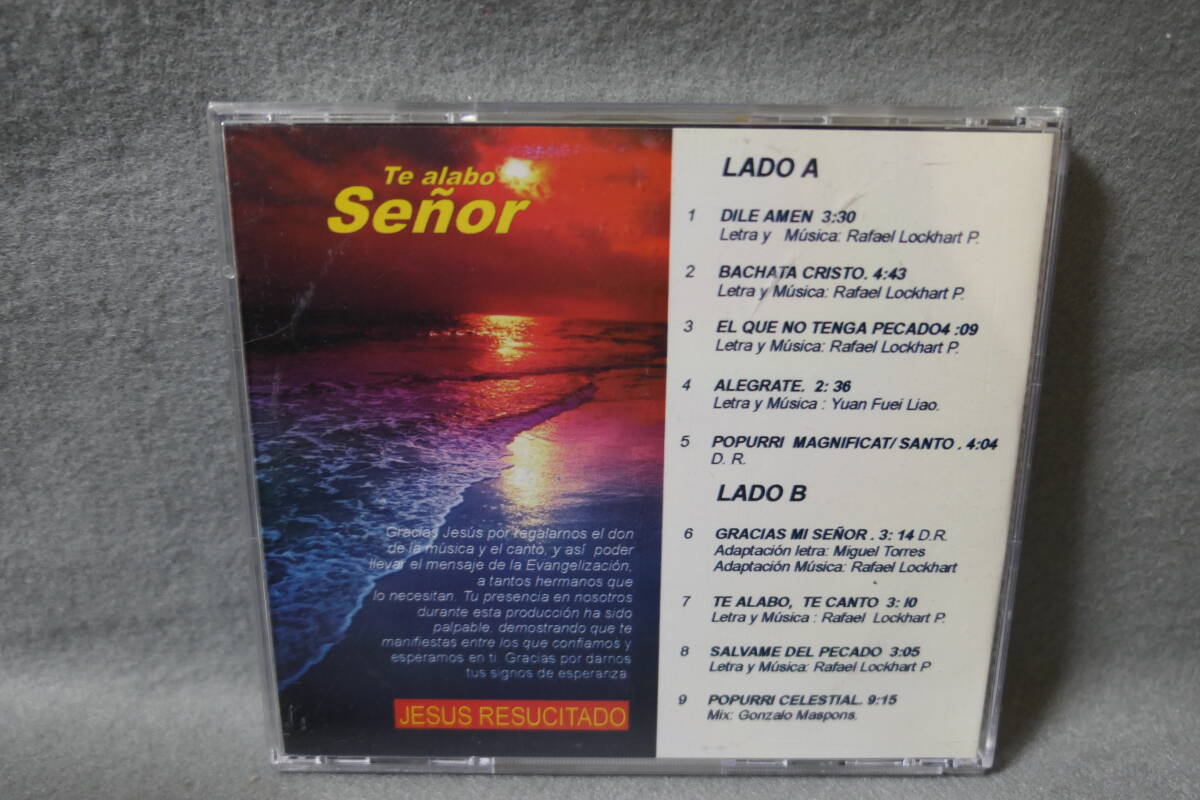 Te alabo
Señor
Gracias Jesús por regalarnos el don
de la música y el canto, y así poder
llevar el mensaje de la Evangelización,
a tantos hermanos que
lo necesitan. Tu presencia en nosotros
durante esta producción ha sido
palpable, demostrando que te
manifiestas entre los que confiamos y
esperamos en ti. Gracias por darnos
tus signos de esperanza.
JESUS RESUCITADO
LADO A
1 DILE AMEN 3:30
Letra y Música: Rafael Lockhart P.
2 BACHATA CRISTO. 4:43
Letra y Música: Rafael Lockhart P.
3 EL QUE NO TENGA PECADO4 :09
Letra y Música: Rafael Lockhart P.
4 ALEGRATE. 2: 36
Letra y Música : Yuan Fuei Liao.
5 POPURRI MAGNIFICAT/ SANTO . 4:04
D. R.
LADO B
6 GRACIAS MI SEÑOR . 3: 14 D.R.
Adaptación letra: Miguel Torres
Adaptación Música: Rafael Lockhart
7 TE ALABO, TE CANTO 3: I0
Letra y Música : Rafael Lockhart P.
8 SALVAME DEL PECADO 3:05
Letra y Música: Rafael Lockhart P
9 POPURRI CELESTIAL. 9:15
Mix: Gonzalo Maspons.